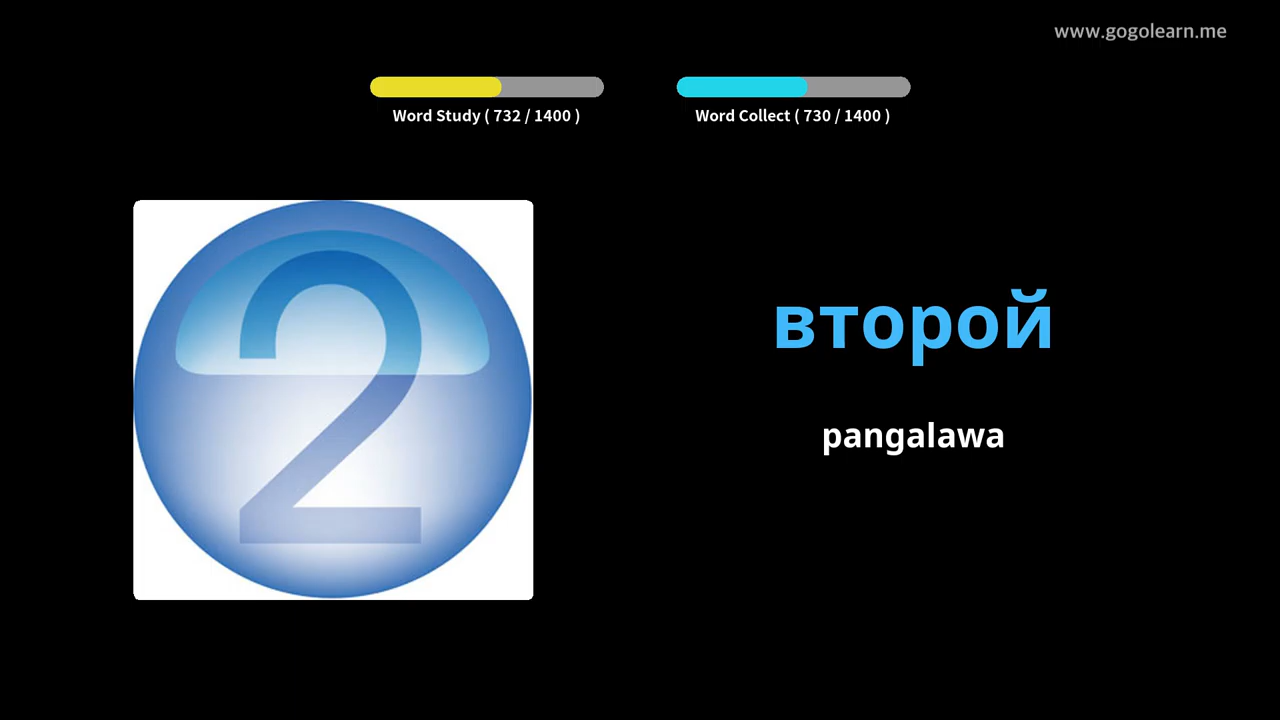 www.gogolearn.me
Word Study ( 732 / 1400 )
Word Collect ( 730 / 1400 )
2
второй
pangalawa